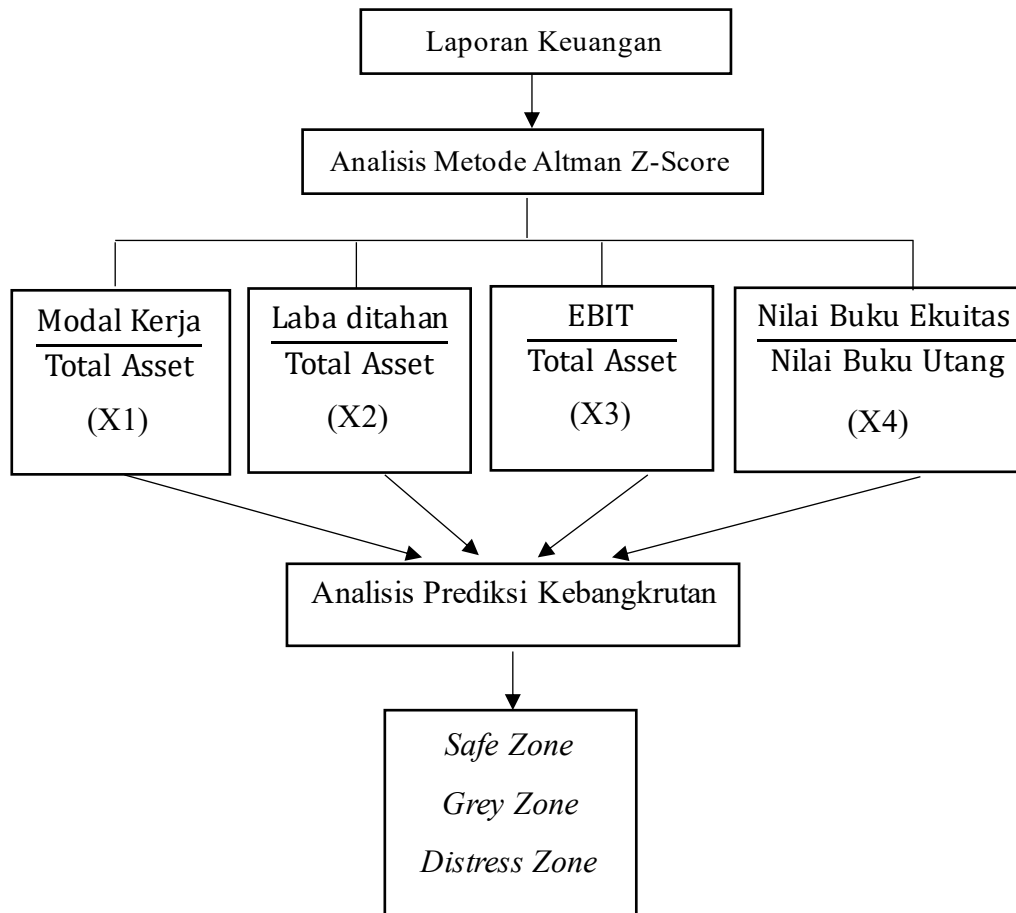 Laporan Keuangan
Analisis Metode Altman Z-Score
Modal Kerja
Total Asset
(X1)
Laba ditahan
Total Asset
(X2)
EBIT
Total Asset
(X3)
Nilai Buku Ekuitas
Nilai Buku Utang
(X4)
Analisis Prediksi Kebangkrutan
Safe Zone
Grey Zone
Distress Zone